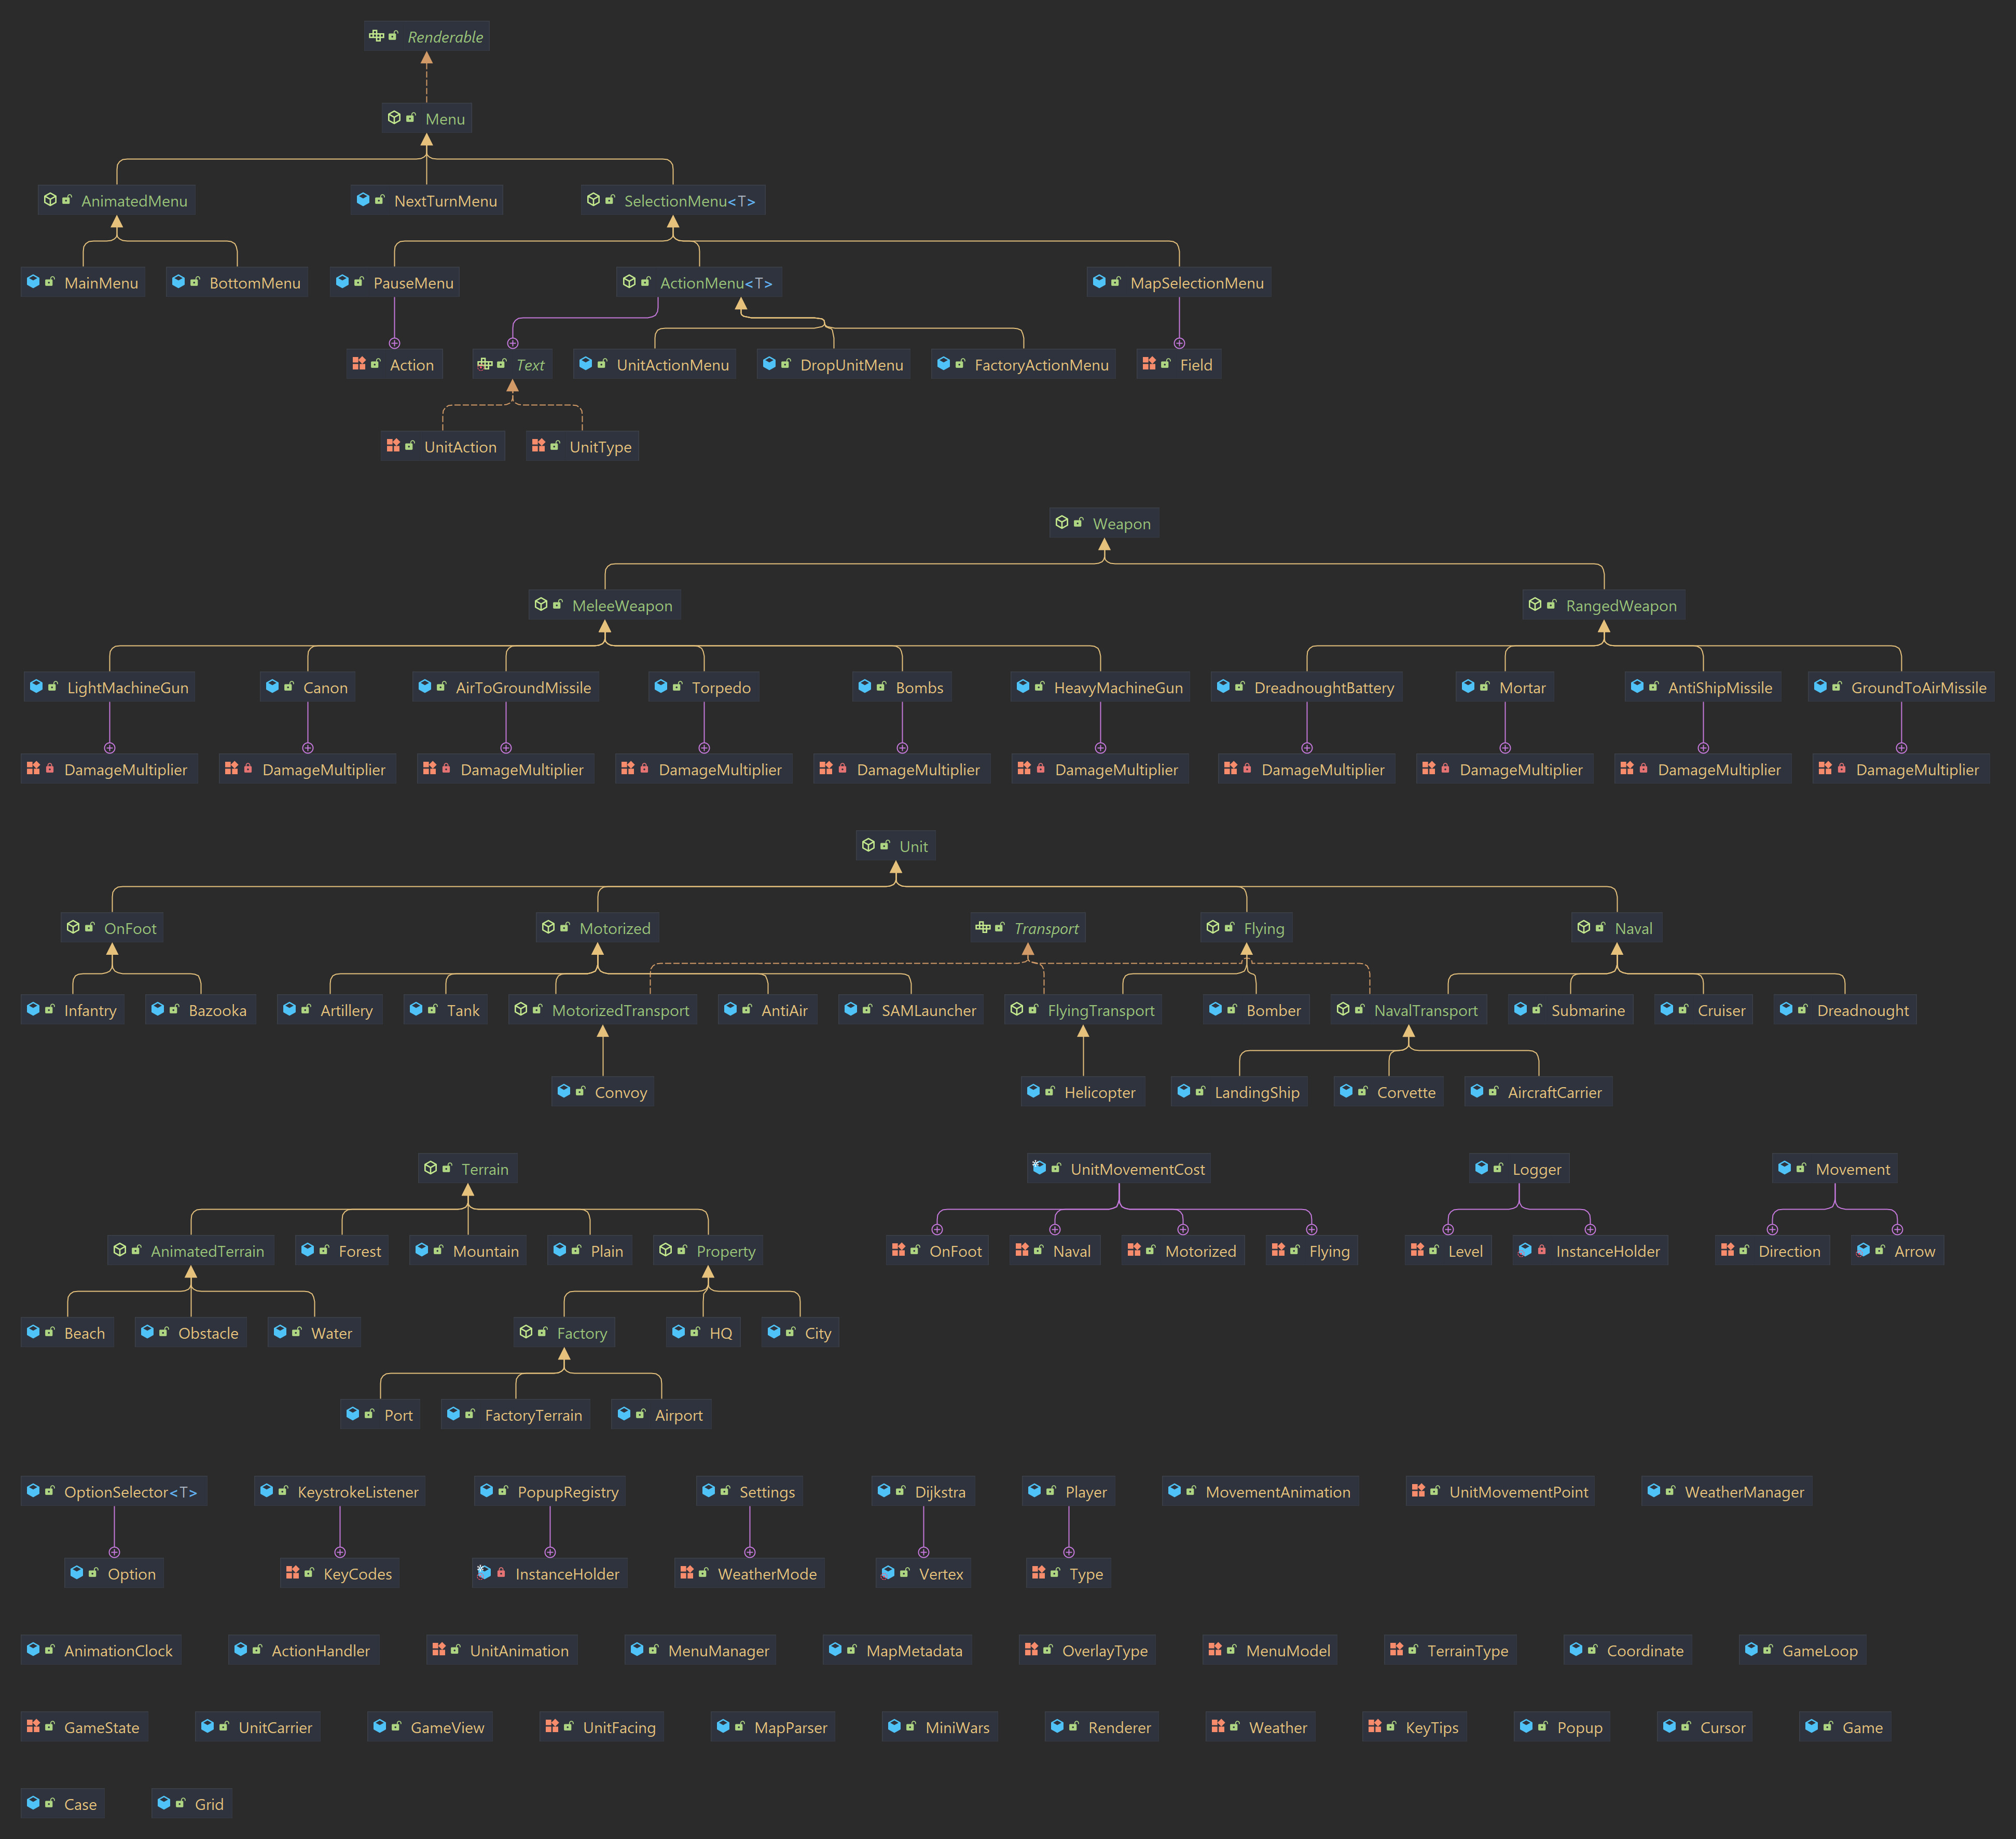 Renderable
Menu
AnimatedMenu NextTurnMenu SelectionMenu<T>
MainMenu BottomMenu PauseMenu ActionMenu<T> MapSelectionMenu
Action Text UnitActionMenu DropUnitMenu FactoryActionMenu Field
UnitAction UnitType
Weapon
MeleeWeapon RangedWeapon
LightMachineGun Canon AirToGroundMissile Torpedo Bombs HeavyMachineGun DreadnoughtBattery Mortar AntiShipMissile GroundToAirMissile
DamageMultiplier DamageMultiplier DamageMultiplier DamageMultiplier DamageMultiplier DamageMultiplier DamageMultiplier DamageMultiplier DamageMultiplier DamageMultiplier
Unit
OnFoot Motorized Transport Flying Naval
Infantry Bazooka Artillery Tank MotorizedTransport AntiAir SAMLauncher FlyingTransport Bomber NavalTransport Submarine Cruiser Dreadnought
Convoy Helicopter LandingShip Corvette AircraftCarrier
Terrain UnitMovementCost Logger Movement
AnimatedTerrain Forest Mountain Plain Property OnFoot Naval Motorized Flying Level InstanceHolder Direction Arrow
Beach Obstacle Water Factory HQ City
Port FactoryTerrain Airport
OptionSelector<T> KeystrokeListener PopupRegistry Settings Dijkstra Player MovementAnimation UnitMovementPoint WeatherManager
Option KeyCodes InstanceHolder WeatherMode Vertex Type
AnimationClock ActionHandler UnitAnimation MenuManager MapMetadata OverlayType MenuModel TerrainType Coordinate GameLoop
GameState UnitCarrier GameView UnitFacing MapParser MiniWars Renderer Weather KeyTips Popup Cursor Game
Case Grid